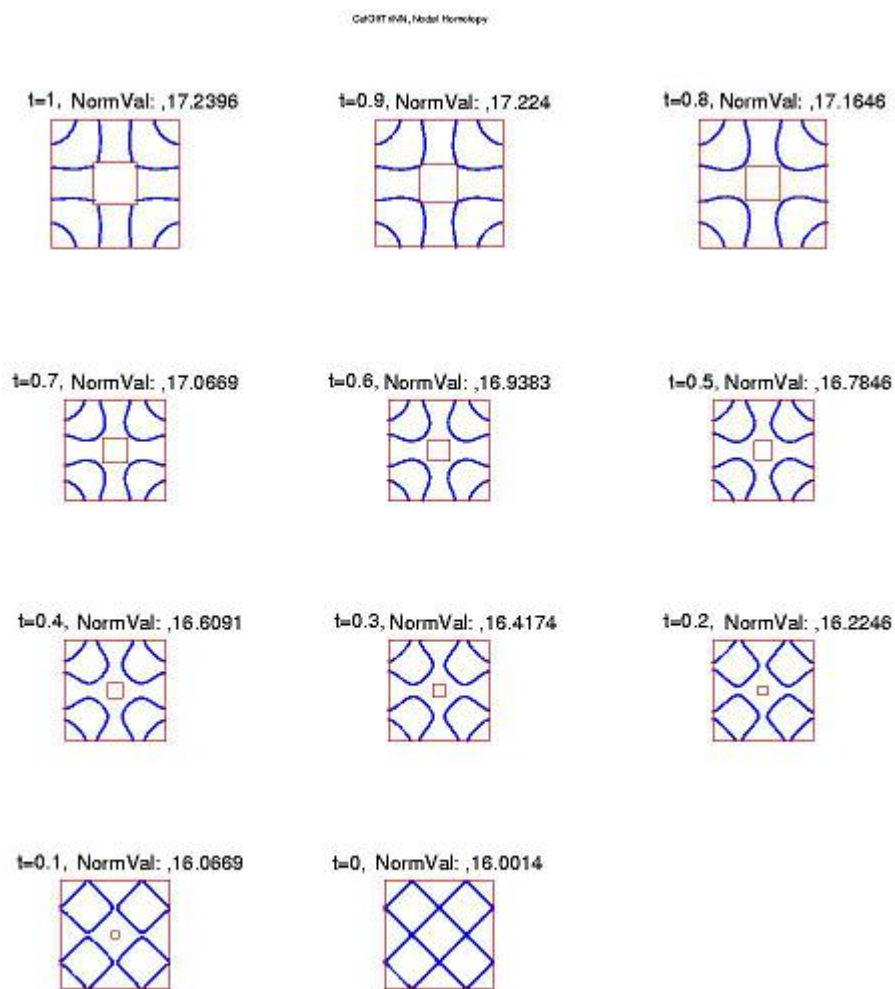 Nodal Homotopy
t=1, NormVal: ,17.2396
t=0.9, NormVal: ,17.224
t=0.8, NormVal: ,17.1646
t=0.7, NormVal: ,17.0669
t=0.6, NormVal: ,16.9383
t=0.5, NormVal: ,16.7846
t=0.4, NormVal: ,16.6091
t=0.3, NormVal: ,16.4174
t=0.2, NormVal: ,16.2246
t=0.1, NormVal: ,16.0669
t=0, NormVal: ,16.0014